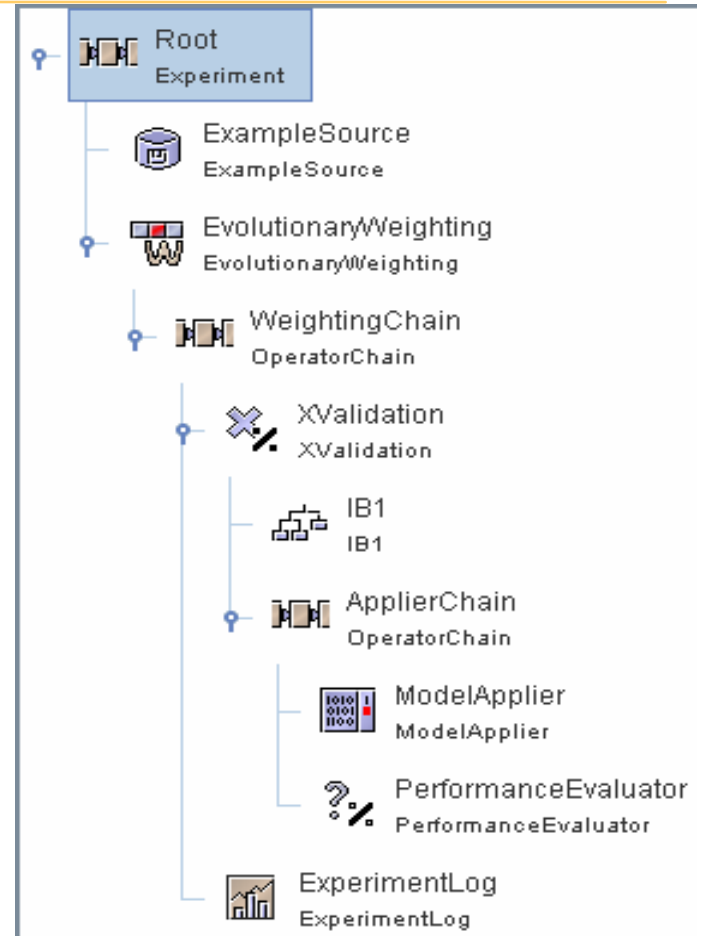 Root
Experiment
ExampleSource
ExampleSource
EvolutionaryWeighting
EvolutionaryWeighting
WeightingChain
OperatorChain
XValidation
XValidation
IB1
IB1
ApplierChain
OperatorChain
ModelApplier
ModelApplier
PerformanceEvaluator
PerformanceEvaluator
ExperimentLog
ExperimentLog